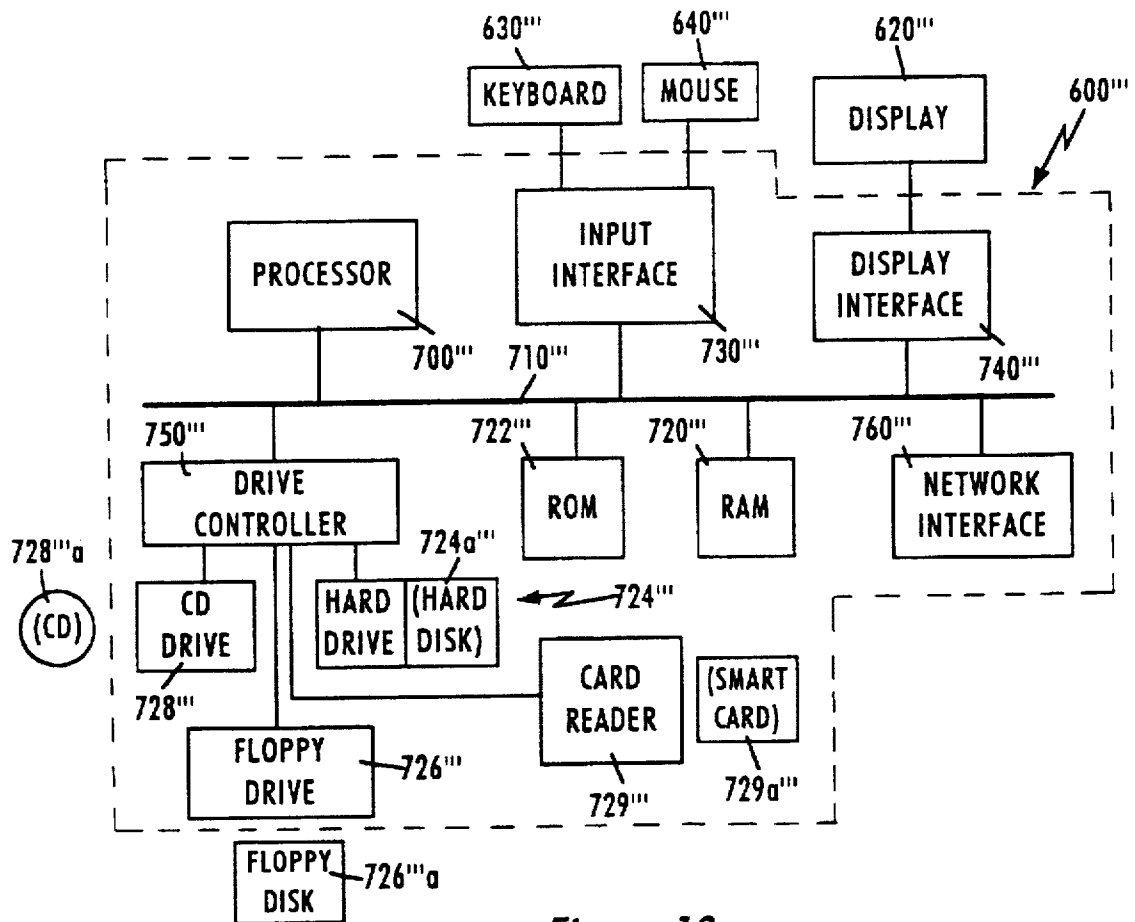 630'''
640'''
620'''
600'''
KEYBOARD
MOUSE
DISPLAY
PROCESSOR
700'''
INPUT
INTERFACE
730'''
DISPLAY
INTERFACE
740'''
710'''
750'''
722'''
720'''
760'''
DRIVE
CONTROLLER
ROM
RAM
NETWORK
INTERFACE
728'''a
(CD)
CD
DRIVE
728'''
724a'''
HARD
DRIVE
(HARD
DISK)
724'''
CARD
READER
729'''
(SMART
CARD)
729a'''
FLOPPY
DRIVE
726'''
FLOPPY
DISK
726'''a